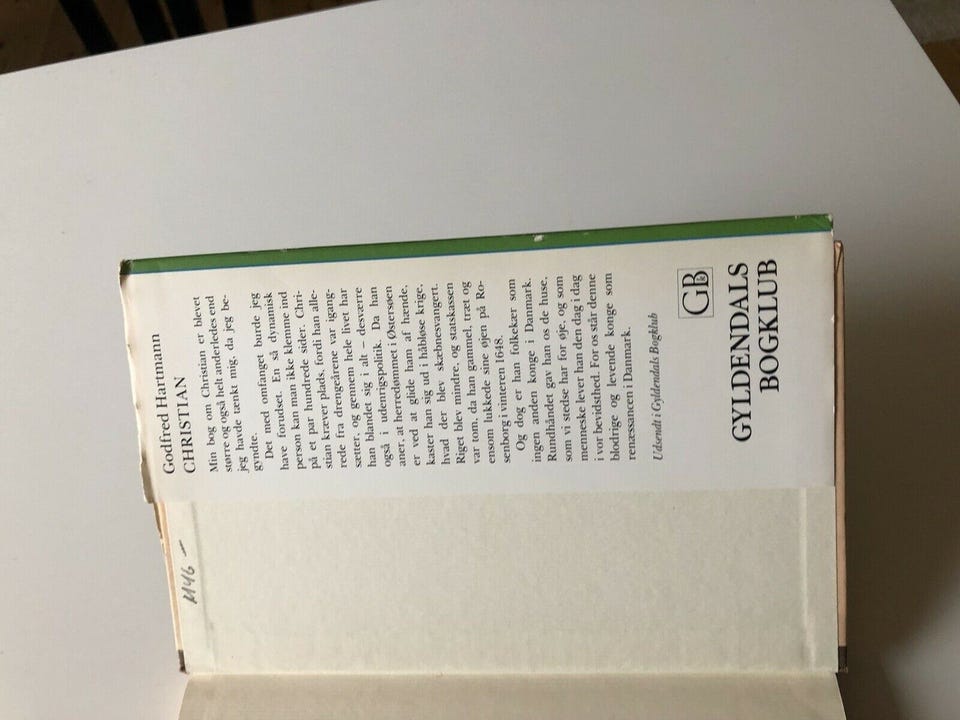 Godfred Hartmann
CHRISTIAN
Min bog om Christian er blevet
større og også helt anderledes end
jeg havde tænkt mig, da jeg be-
gyndte.
Det med omfanget burde jeg
have forudset. En så dynamisk
person kan man ikke klemme ind
på et par hundrede sider. Chri-
stian kræver plads, fordi han alle-
rede fra drengeårene var igang-
sætter, og gennem hele livet har
han blandet sig i alt – desværre
også i udenrigspolitik. Da han
aner, at herredømmet i Østersøen
er ved at glide ham af hænde,
kaster han sig ud i håbløse krige,
hvad der blev skæbnesvangert.
Riget blev mindre, og statskassen
var tom, da han gammel, træt og
ensom lukkede sine øjen på Ro-
senborg i vinteren 1648.
Og dog er han folkekær som
ingen anden konge i Danmark.
Rundhåndet gav han os de huse,
som vi stedse har for øje, og som
menneske lever han den dag i dag
i vor bevidsthed. For os står denne
blodrige og levende konge som
renæssancen i Danmark.
Udsendt i Gyldendals Bogklub
GBk
GYLDENDALS
BOGKLUB